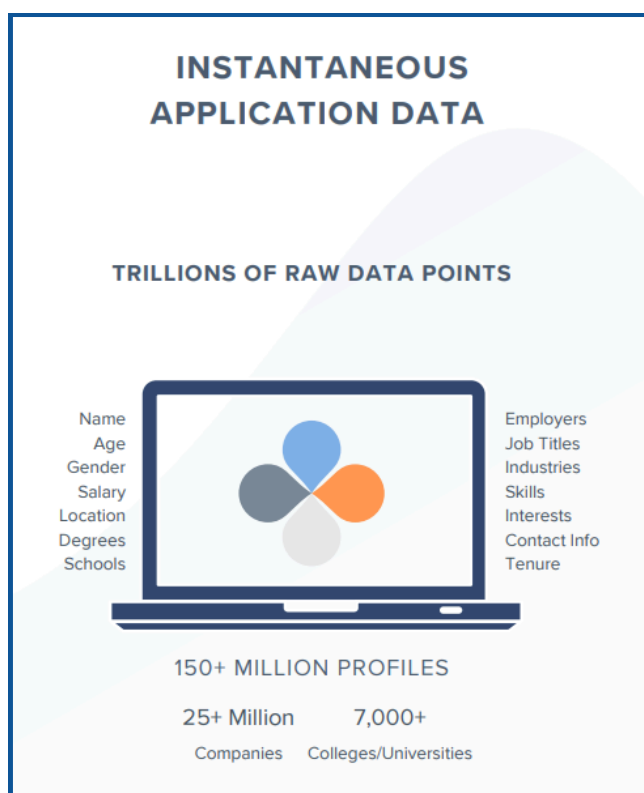 INSTANTANEOUS
APPLICATION DATA
TRILLIONS OF RAW DATA POINTS
Name
Age
Gender
Salary
Location
Degrees
Schools
Employers
Job Titles
Industries
Skills
Interests
Contact Info
Tenure
150+ MILLION PROFILES
25+ Million
Companies
7,000+
Colleges/Universities